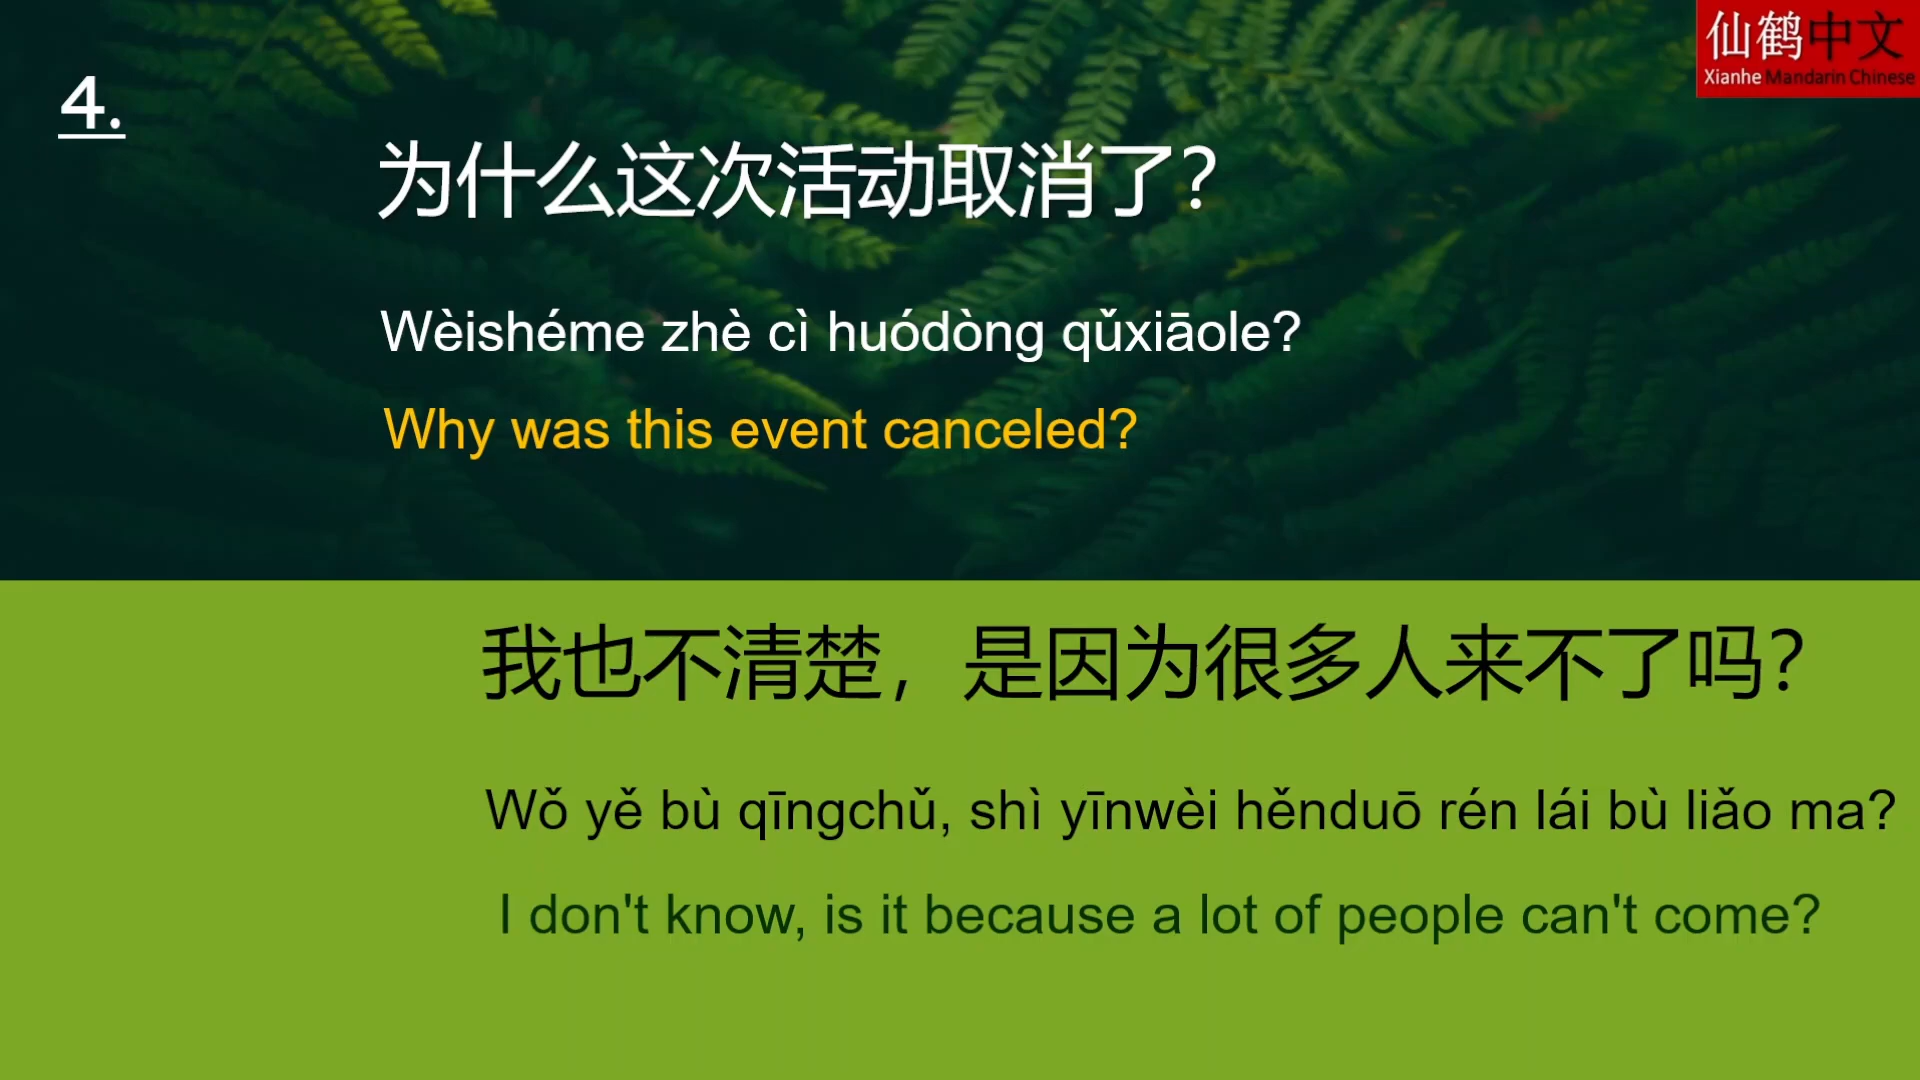 仙鹤中文
Xianhe Mandarin Chinese
4.
为什么这次活动取消了？
Wèishéme zhè cì huódòng qǔxiāole?
Why was this event canceled?
我也不清楚，是因为很多人来不了吗？
Wǒ yě bù qīngchǔ, shì yīnwèi hěnduō rén lái bù liǎo ma?
I don't know, is it because a lot of people can't come?